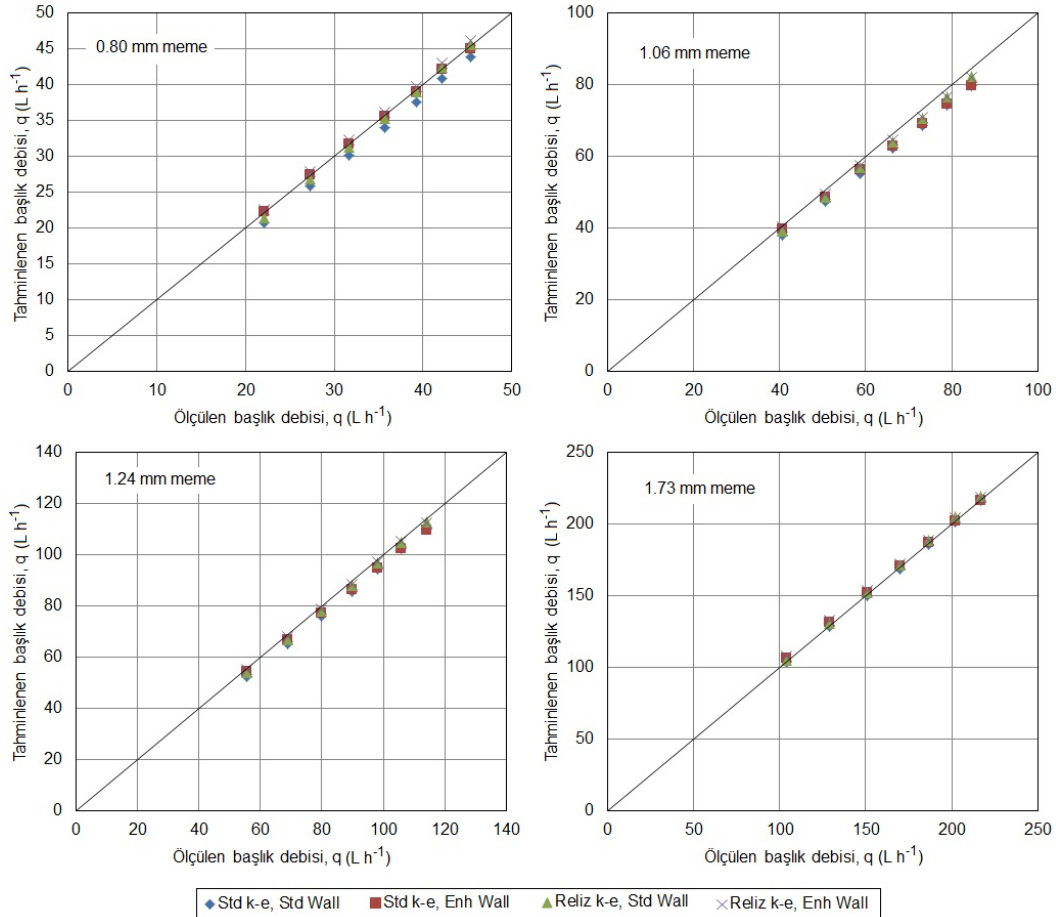 0.80 mm meme
50
45
40
35
30
25
20
15
10
5
0
0 10 20 30 40 50
Tahminlenen başlık debisi, q (L h-1)
Ölçülen başlık debisi, q (L h-1)
1.06 mm meme
100
80
60
40
20
0
0 20 40 60 80 100
Tahminlenen başlık debisi, q (L h-1)
Ölçülen başlık debisi, q (L h-1)
1.24 mm meme
140
120
100
80
60
40
20
0
0 20 40 60 80 100 120 140
Tahminlenen başlık debisi, q (L h-1)
Ölçülen başlık debisi, q (L h-1)
1.73 mm meme
250
200
150
100
50
0
0 50 100 150 200 250
Tahminlenen başlık debisi, q (L h-1)
Ölçülen başlık debisi, q (L h-1)
Std k-e, Std Wall Std k-e, Enh Wall Reliz k-e, Std Wall Reliz k-e, Enh Wall